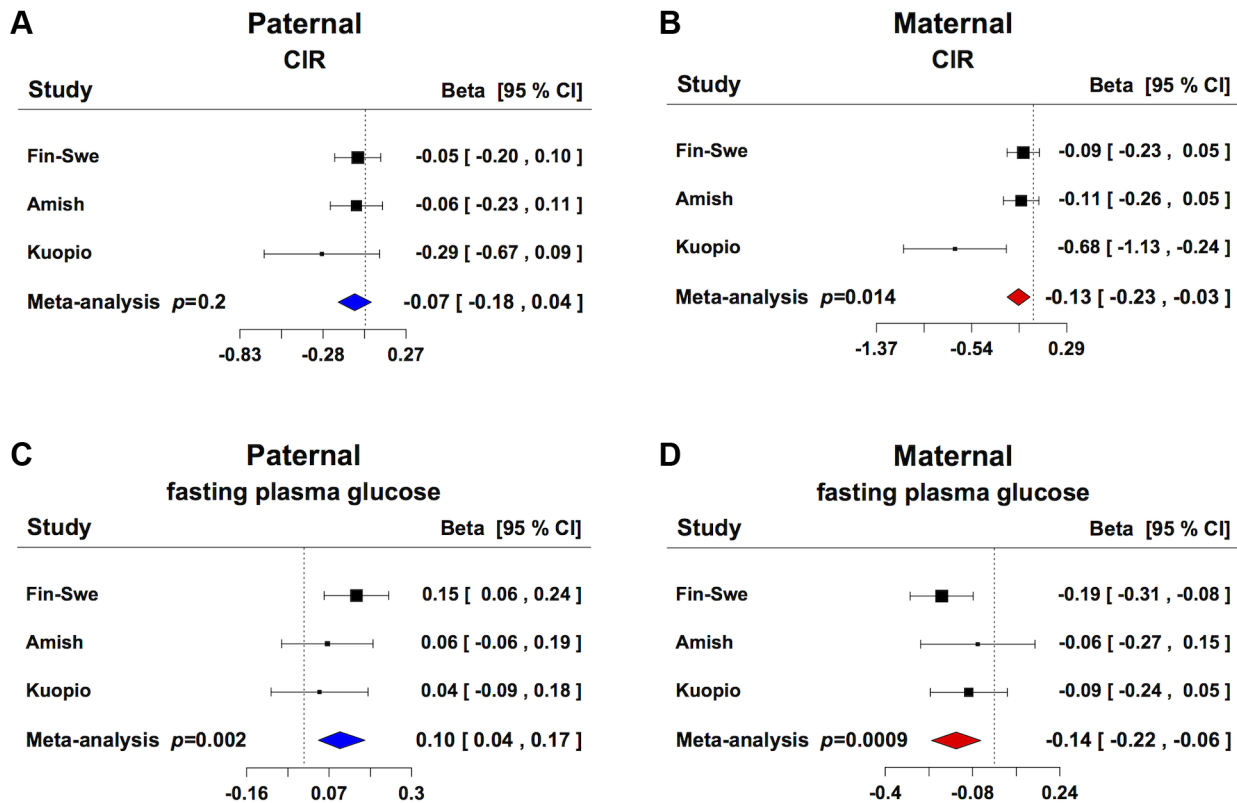 A
Paternal
CIR
Study Beta [95 % CI]
Fin-Swe -0.05 [ -0.20 , 0.10 ]
Amish -0.06 [ -0.23 , 0.11 ]
Kuopio -0.29 [ -0.67 , 0.09 ]
Meta-analysis p=0.2 -0.07 [ -0.18 , 0.04 ]
-0.83 -0.28 0.27
B
Maternal
CIR
Study Beta [95 % CI]
Fin-Swe -0.09 [ -0.23 , 0.05 ]
Amish -0.11 [ -0.26 , 0.05 ]
Kuopio -0.68 [ -1.13 , -0.24 ]
Meta-analysis p=0.014 -0.13 [ -0.23 , -0.03 ]
-1.37 -0.54 0.29
C
Paternal
fasting plasma glucose
Study Beta [95 % CI]
Fin-Swe 0.15 [ 0.06 , 0.24 ]
Amish 0.06 [ -0.06 , 0.19 ]
Kuopio 0.04 [ -0.09 , 0.18 ]
Meta-analysis p=0.002 0.10 [ 0.04 , 0.17 ]
-0.16 0.07 0.3
D
Maternal
fasting plasma glucose
Study Beta [95 % CI]
Fin-Swe -0.19 [ -0.31 , -0.08 ]
Amish -0.06 [ -0.27 , 0.15 ]
Kuopio -0.09 [ -0.24 , 0.05 ]
Meta-analysis p=0.0009 -0.14 [ -0.22 , -0.06 ]
-0.4 -0.08 0.24